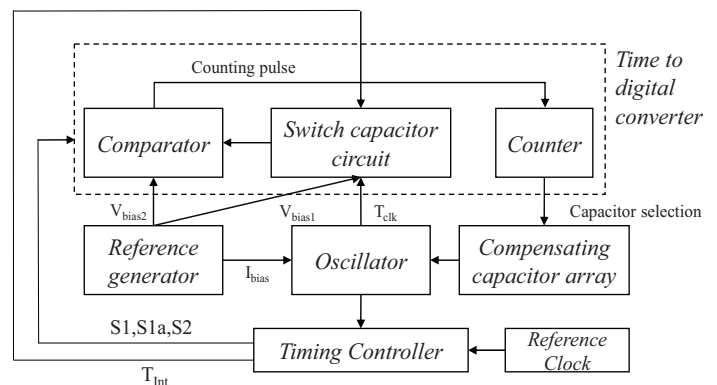 Time to
digital
converter
Counting pulse
Comparator
Switch capacitor
circuit
Counter
V_bias2
V_bias1
T_clk
Capacitor selection
Reference
generator
I_bias
Oscillator
Compensating
capacitor array
S1,S1a,S2
Timing Controller
Reference
Clock
T_Int